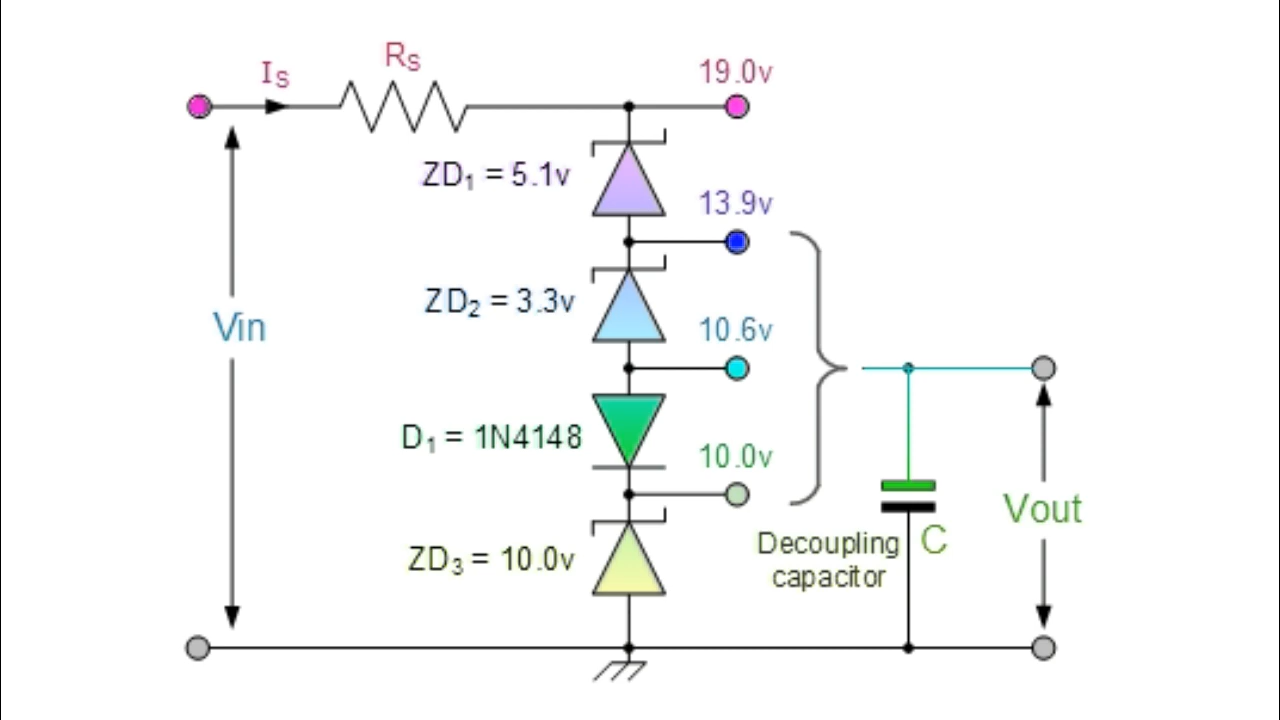 Is
Rs
19.0v
ZD₁ = 5.1v
13.9v
ZD₂ = 3.3v
10.6v
Vin
D₁ = 1N4148
10.0v
ZD₃ = 10.0v
Decoupling
capacitor
C
Vout